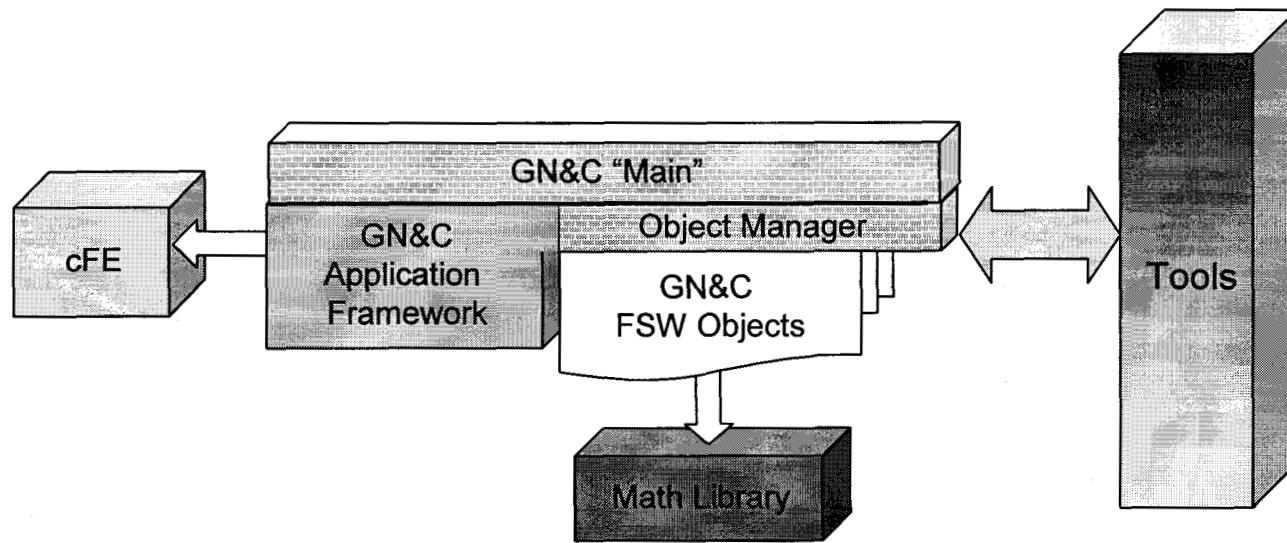 GN&C “Main”
cFE
GN&C
Application
Framework
Object Manager
GN&C
FSW Objects
Tools
Math Library